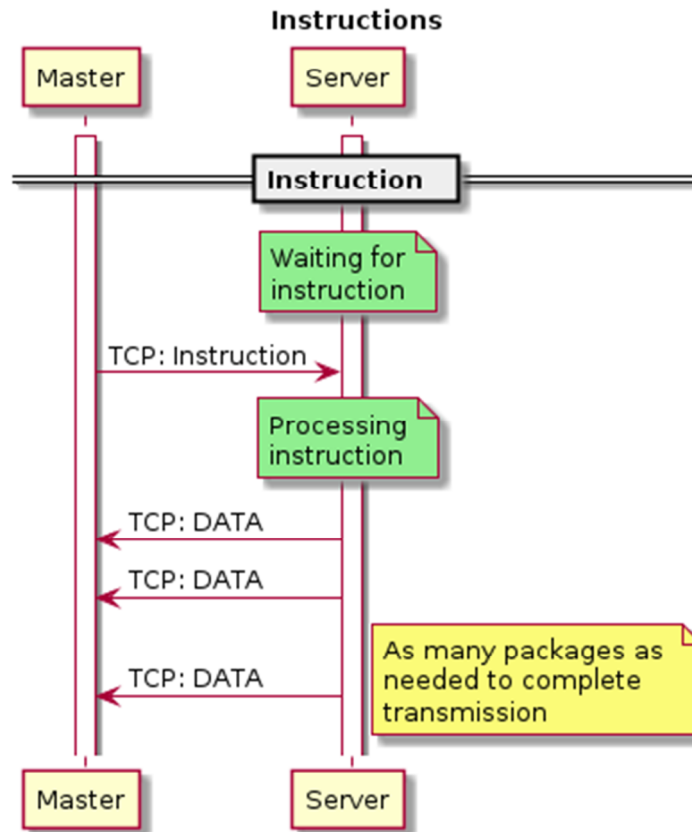 Instructions
Master
Server
Instruction
Waiting for
instruction
TCP: Instruction
Processing
instruction
TCP: DATA
TCP: DATA
As many packages as
needed to complete
transmission
TCP: DATA
Master
Server